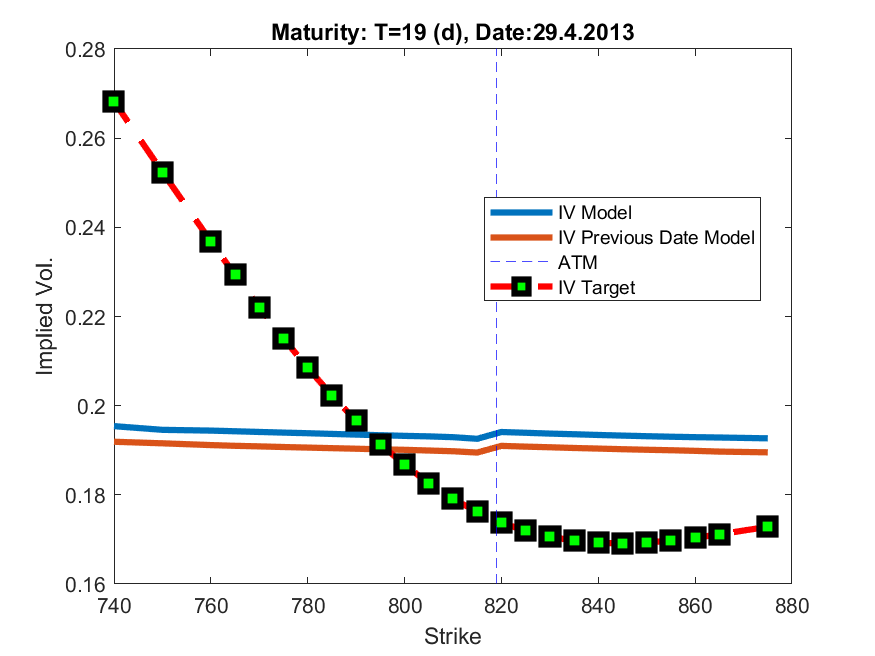 Maturity: T=19 (d), Date:29.4.2013
0.28
0.26
0.24
0.22
0.2
0.18
0.16
Implied Vol.
IV Model
IV Previous Date Model
ATM
IV Target
740
760
780
800
820
840
860
880
Strike